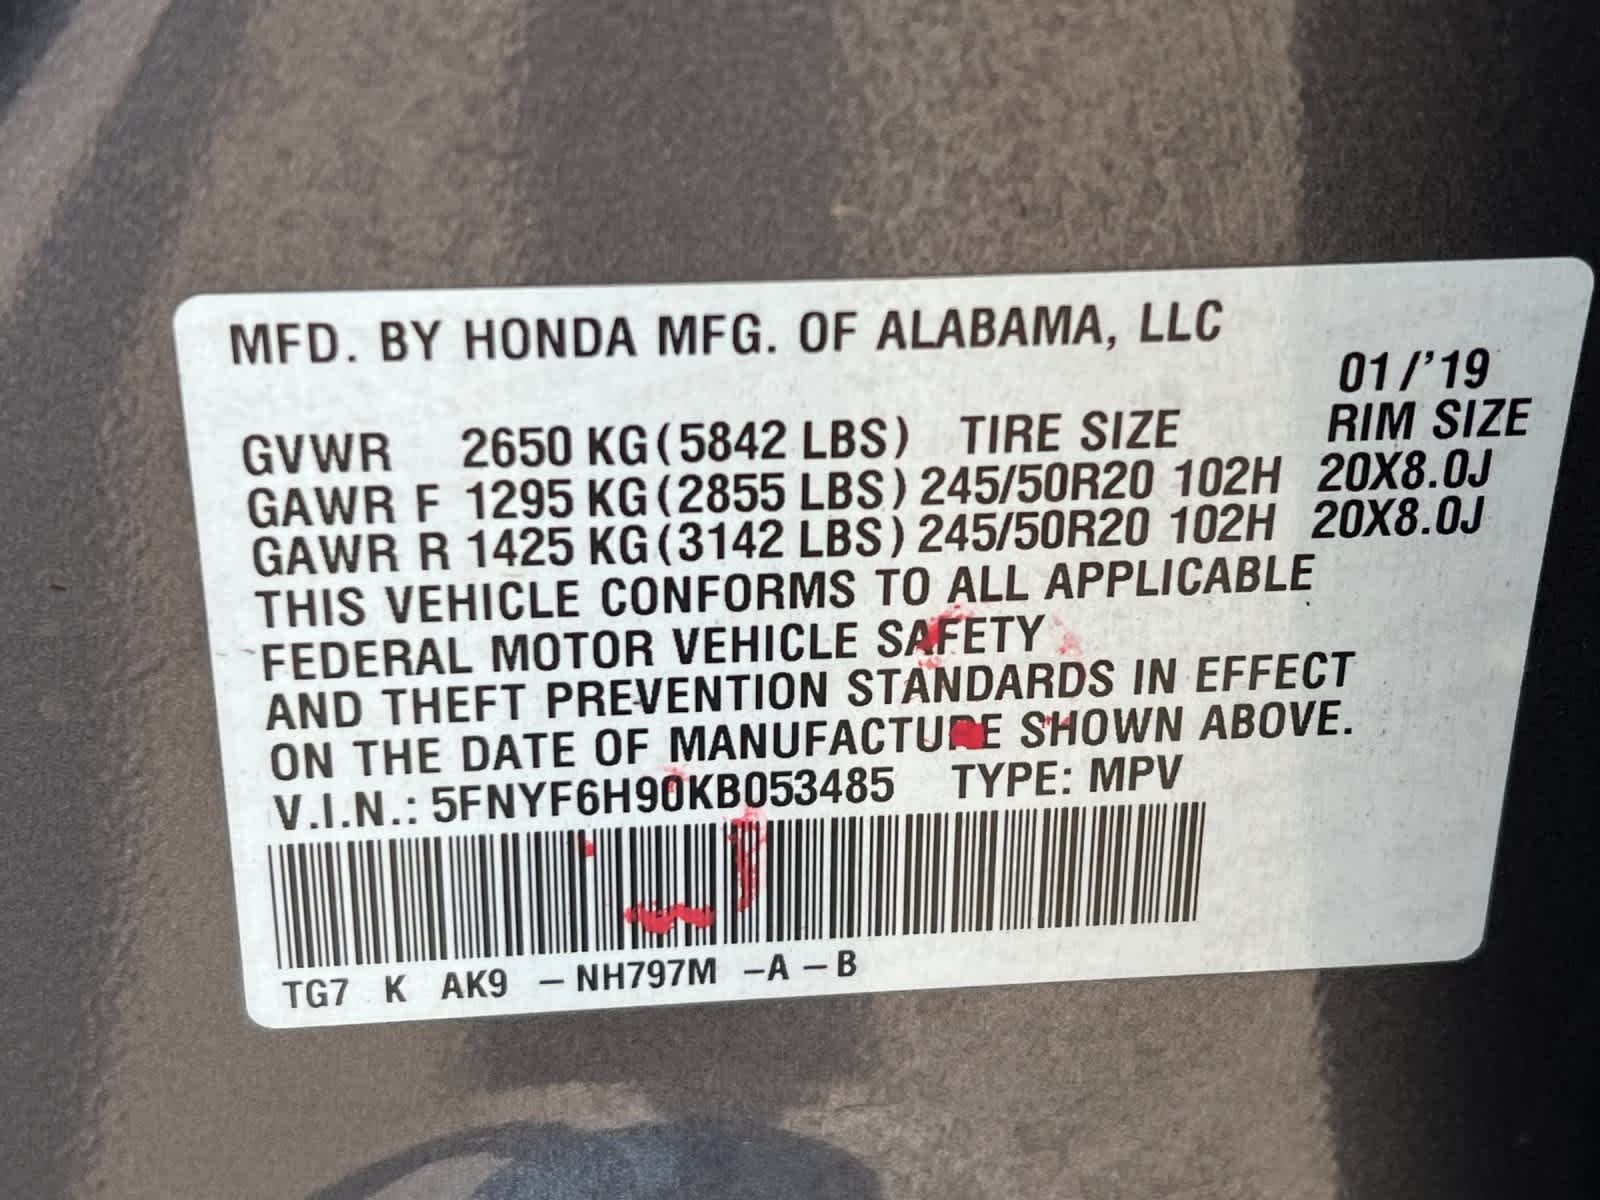 MFD. BY HONDA MFG. OF ALABAMA, LLC
01/'19
GVWR 2650 KG(5842 LBS) TIRE SIZE RIM SIZE
GAWR F 1295 KG(2855 LBS) 245/50R20 102H 20X8.0J
GAWR R 1425 KG(3142 LBS) 245/50R20 102H 20X8.0J
THIS VEHICLE CONFORMS TO ALL APPLICABLE
FEDERAL MOTOR VEHICLE SAFETY
AND THEFT PREVENTION STANDARDS IN EFFECT
ON THE DATE OF MANUFACTURE SHOWN ABOVE.
V.I.N.: 5FNYF6H90KB053485 TYPE: MPV
TG7 K AK9 -NH797M -A -B